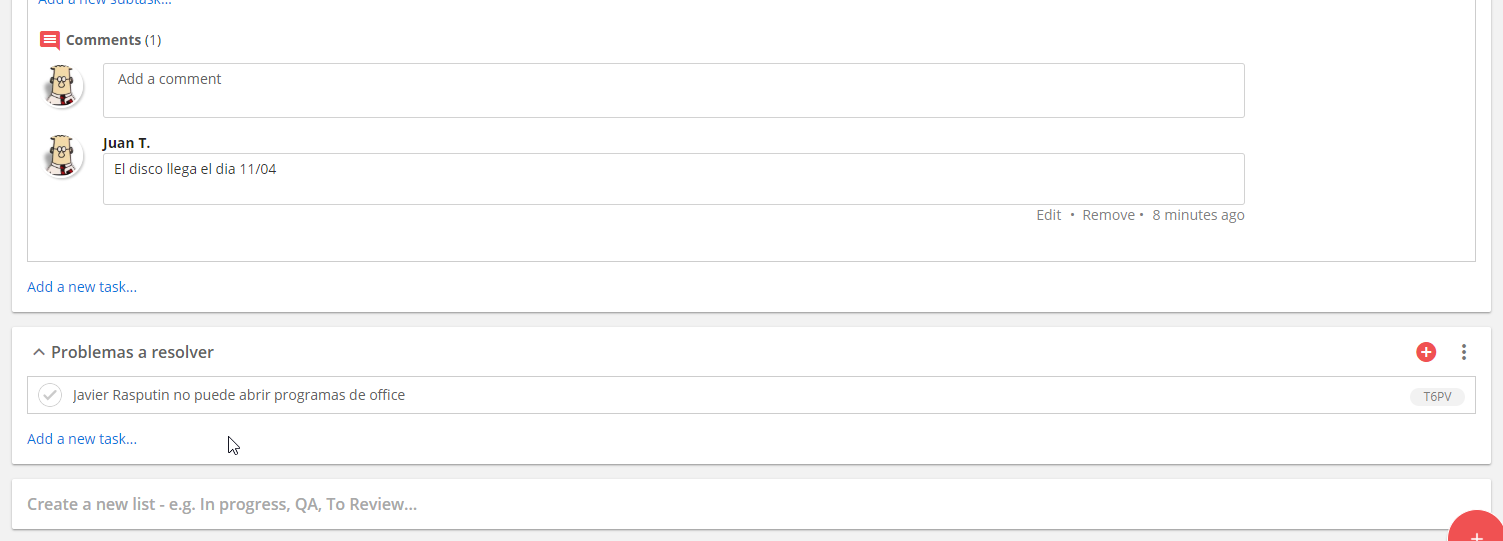 Add a new subtask...
Comments (1)
Add a comment
Juan T.
El disco llega el dia 11/04
Edit • Remove • 8 minutes ago
Add a new task...
Problemas a resolver
Javier Rasputin no puede abrir programas de office
T6PV
Add a new task...
Create a new list - e.g. In progress, QA, To Review...